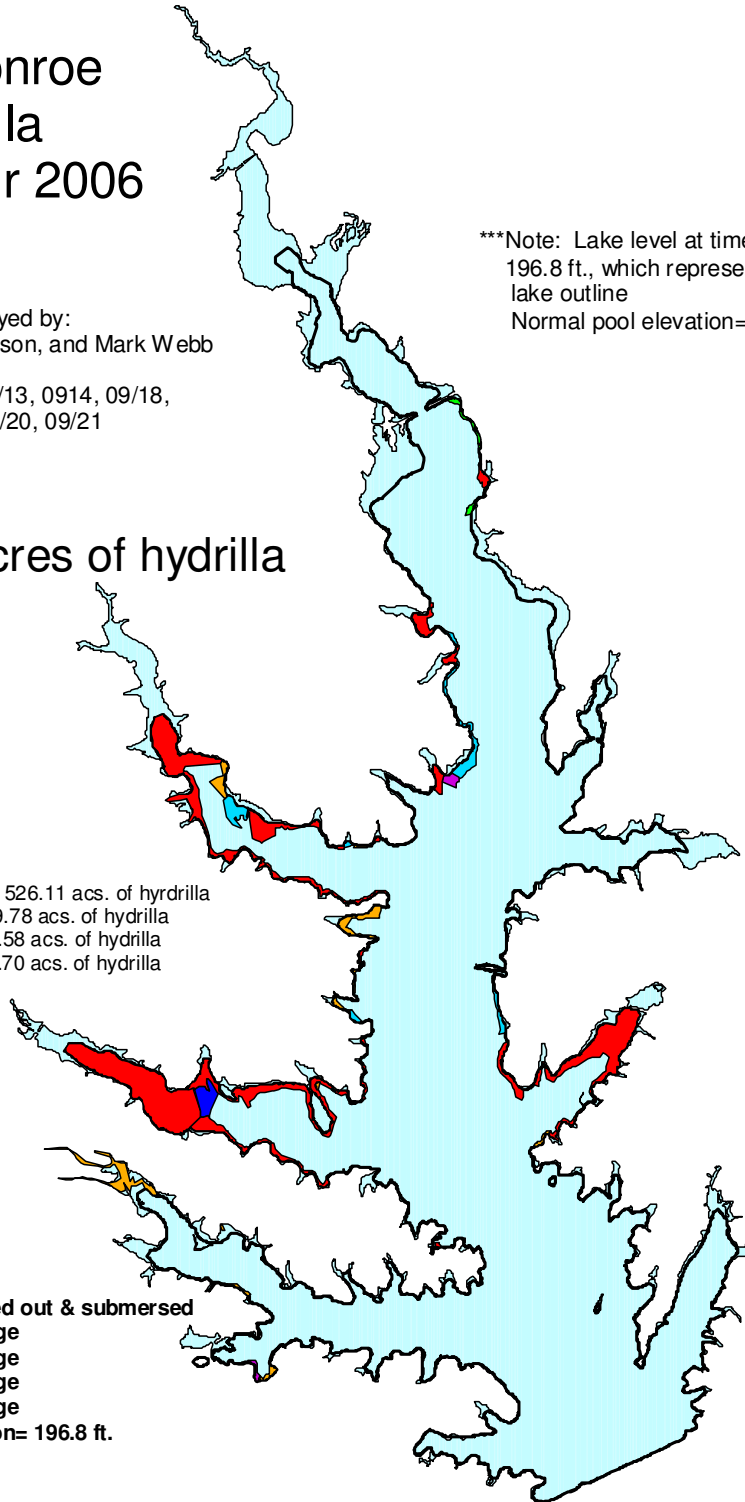 nroe
la
r 2006
***Note: Lake level at time
196.8 ft., which represe
lake outline
Normal pool elevation=
yed by:
son, and Mark Webb
/13, 0914, 09/18,
/20, 09/21
cres of hydrilla
526.11 acs. of hyrdrilla
9.78 acs. of hydrilla
.58 acs. of hydrilla
.70 acs. of hydrilla
ed out & submersed
ge
ge
ge
ge
on= 196.8 ft.